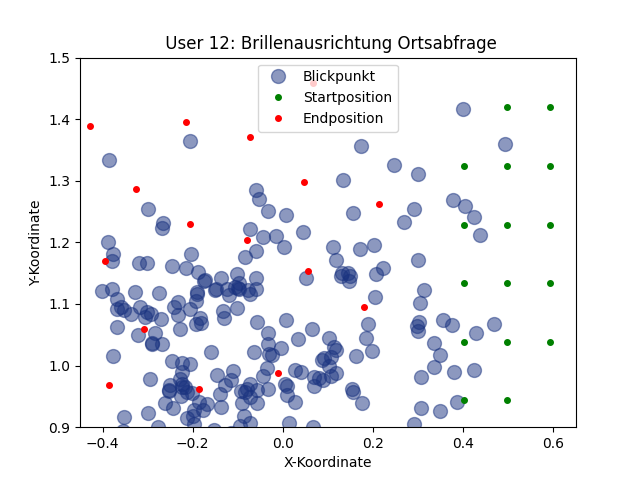 User 12: Brillenausrichtung Ortsabfrage
Blickpunkt
Startposition
Endposition
Y-Koordinate
1.5
1.4
1.3
1.2
1.1
1.0
0.9
−0.4 −0.2 0.0 0.2 0.4 0.6
X-Koordinate